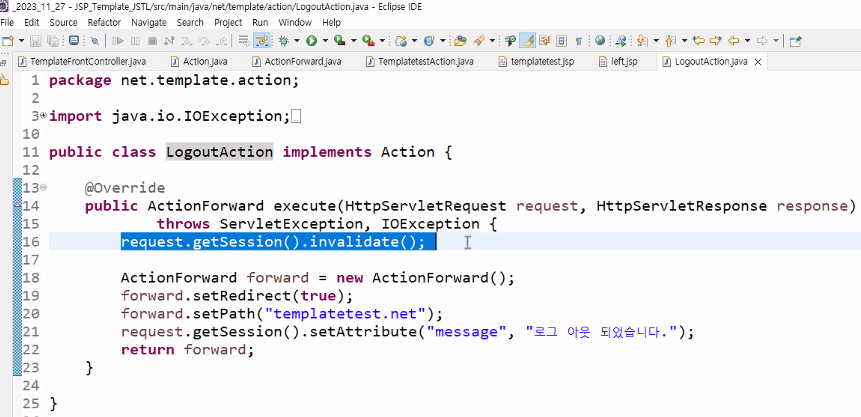 _2023_11_27 - JSP_Template_JSTL/src/main/java/net/template/action/LogoutAction.java - Eclipse IDE
File Edit Source Refactor Navigate Search Project Run Window Help
TemplateFrontController.java Action.java ActionForward.java TemplatetestAction.java templatetest.jsp left.jsp LogoutAction.java
1 package net.template.action;
2
3 import java.io.IOException;
10
11 public class LogoutAction implements Action {
12
13 @Override
14 public ActionForward execute(HttpServletRequest request, HttpServletResponse response)
15 throws ServletException, IOException {
16 request.getSession().invalidate();
17
18 ActionForward forward = new ActionForward();
19 forward.setRedirect(true);
20 forward.setPath("templatetest.net");
21 request.getSession().setAttribute("message", "로그 아웃 되었습니다.");
22 return forward;
23 }
24
25 }